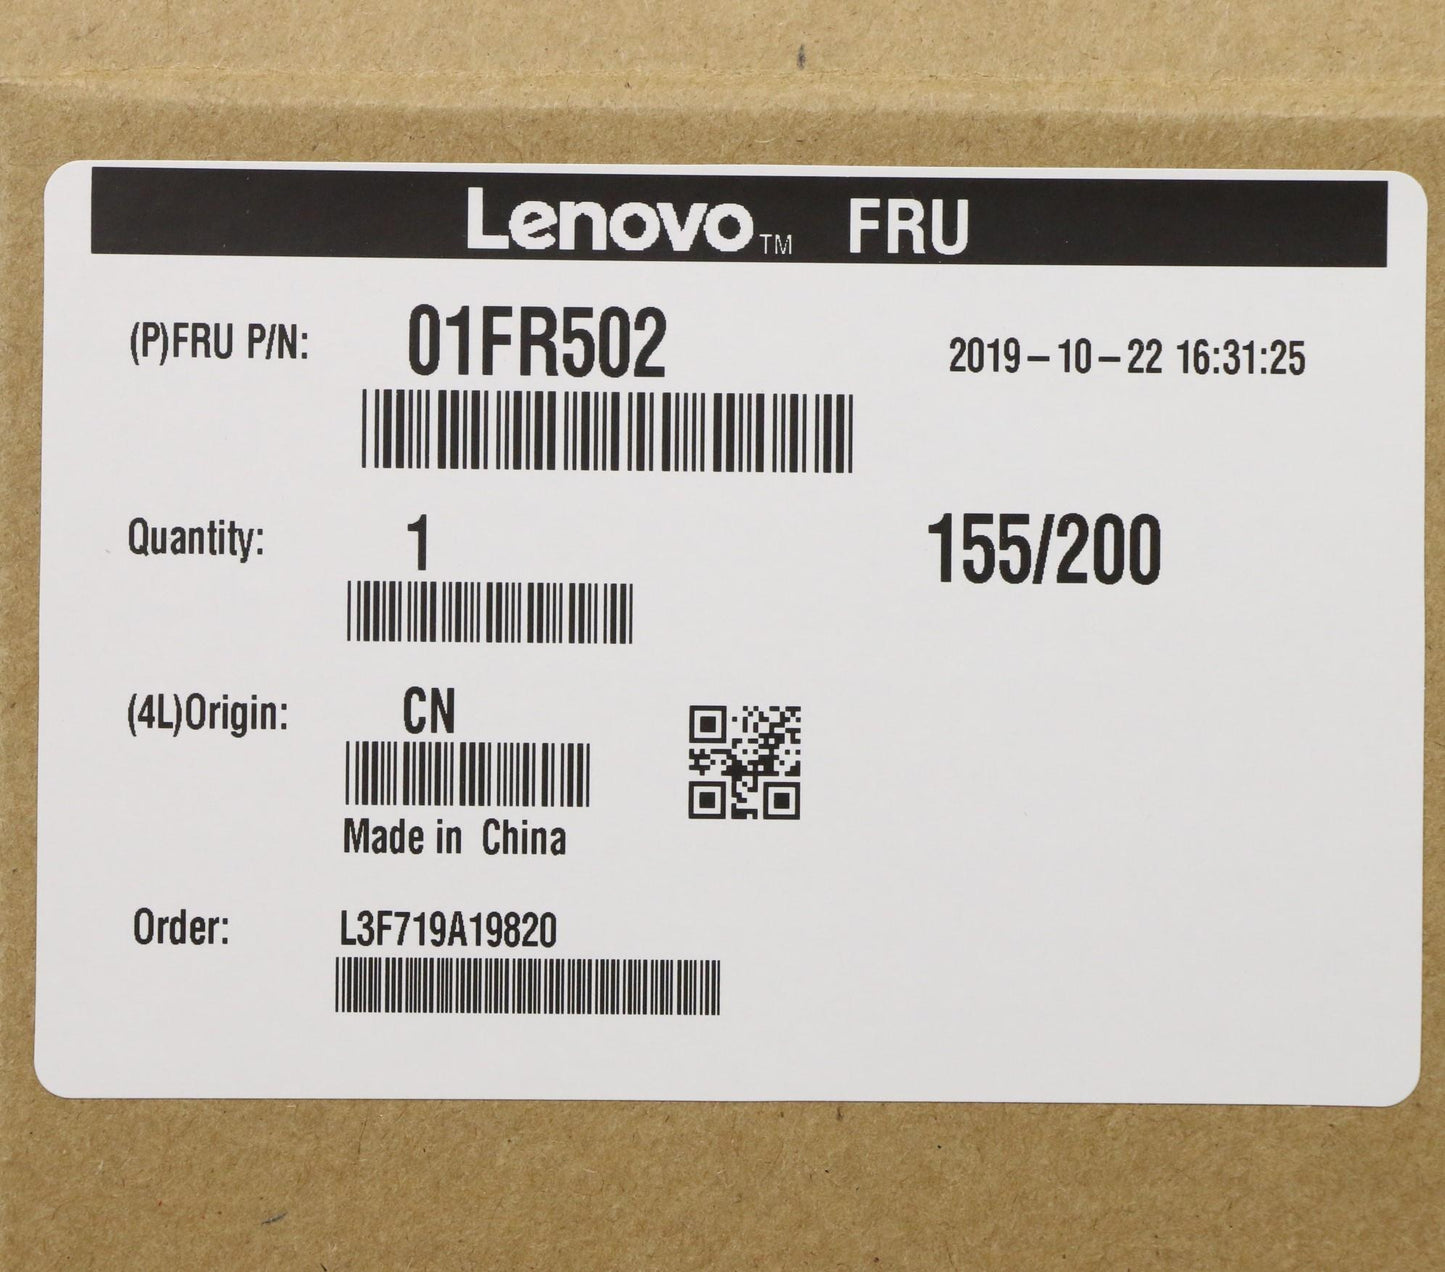 Lenovo™ FRU
(P)FRU P/N: 01FR502 2019-10-22 16:31:25
Quantity: 1 155/200
(4L)Origin: CN
Made in China
Order: L3F719A19820